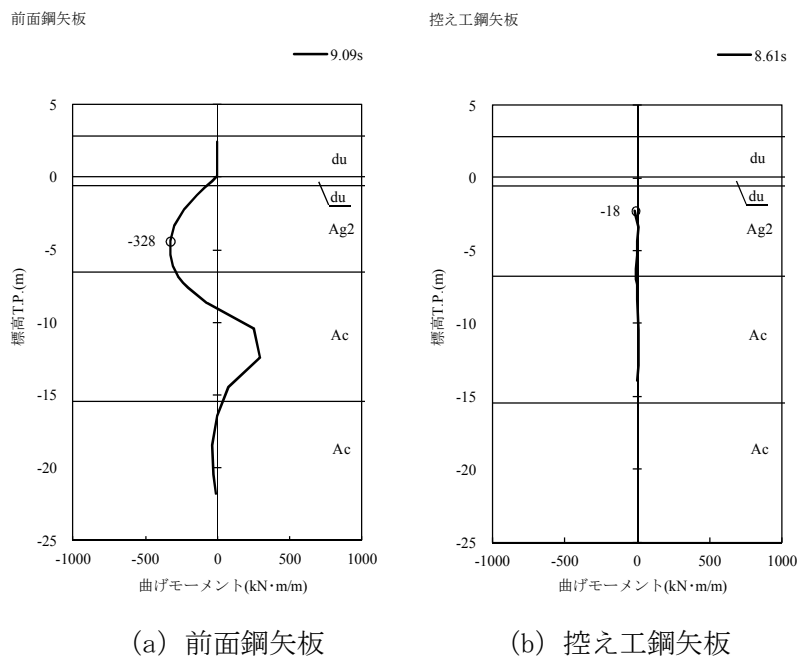 前面鋼矢板
9.09s
5
0
-5
-10
-15
-20
-25
標高T.P.(m)
du
du
Ag2
-328
Ac
Ac
-1000 -500 0 500 1000
曲げモーメント(kN･m/m)
(a) 前面鋼矢板
控え工鋼矢板
8.61s
5
0
-5
-10
-15
-20
-25
標高T.P.(m)
du
du
Ag2
-18
Ac
Ac
-1000 -500 0 500 1000
曲げモーメント(kN･m/m)
(b) 控え工鋼矢板